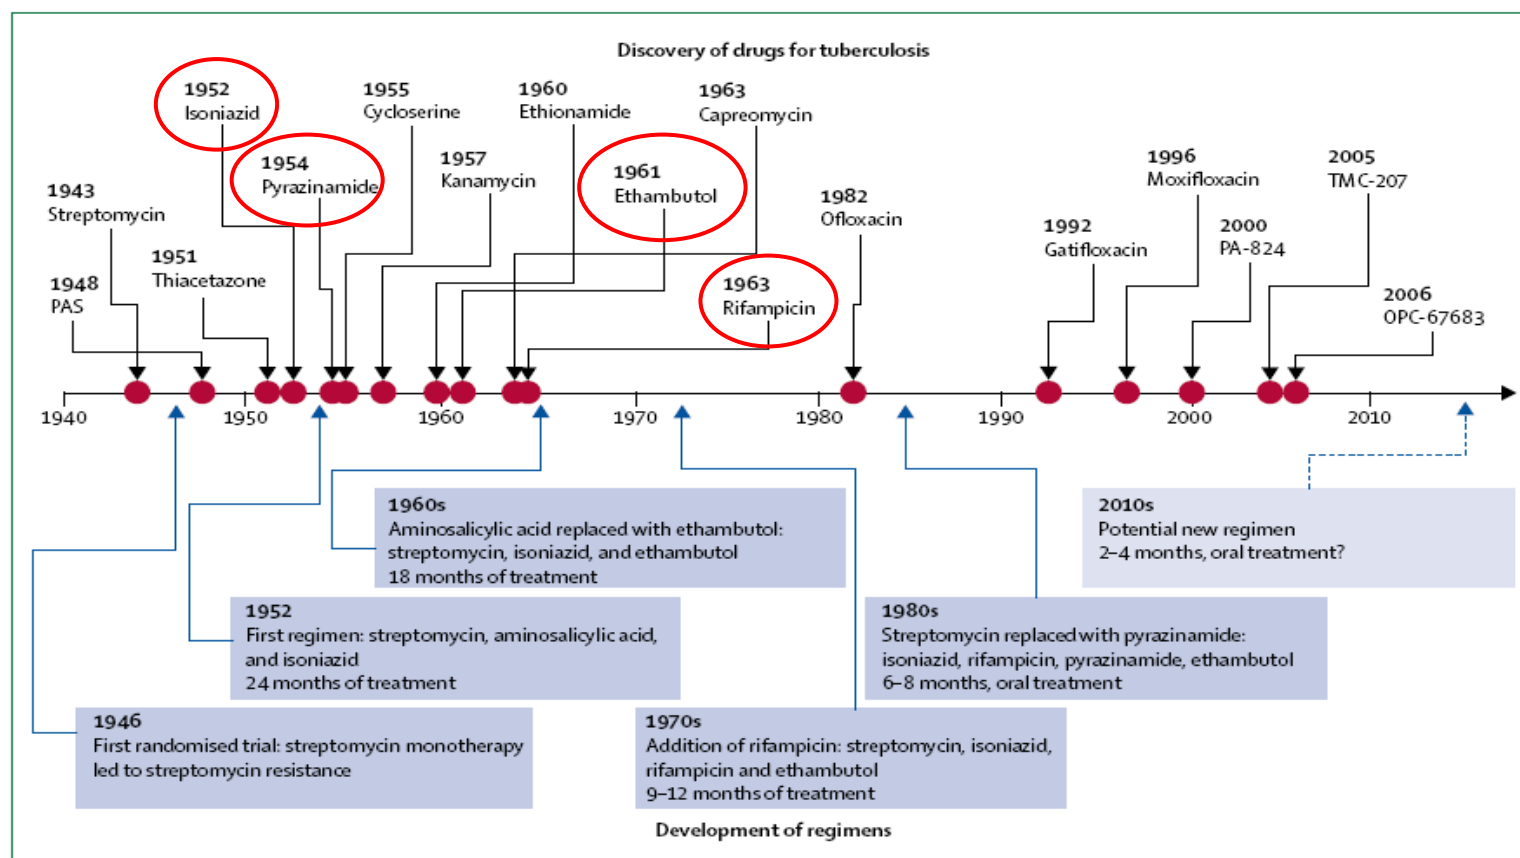 Discovery of drugs for tuberculosis
1952
Isoniazid
1955
Cycloserine
1960
Ethionamide
1963
Capreomycin
1954
Pyrazinamide
1957
Kanamycin
1961
Ethambutol
1996
Moxifloxacin
2005
TMC-207
1943
Streptomycin
1982
Ofloxacin
1992
Gatifloxacin
2000
PA-824
1948
PAS
1951
Thiacetazone
1963
Rifampicin
2006
OPC-67683
1940 1950 1960 1970 1980 1990 2000 2010
1960s
Aminosalicylic acid replaced with ethambutol:
streptomycin, isoniazid, and ethambutol
18 months of treatment
2010s
Potential new regimen
2–4 months, oral treatment?
1952
First regimen: streptomycin, aminosalicylic acid,
and isoniazid
24 months of treatment
1980s
Streptomycin replaced with pyrazinamide:
isoniazid, rifampicin, pyrazinamide, ethambutol
6–8 months, oral treatment
1946
First randomised trial: streptomycin monotherapy
led to streptomycin resistance
1970s
Addition of rifampicin: streptomycin, isoniazid,
rifampicin and ethambutol
9–12 months of treatment
Development of regimens